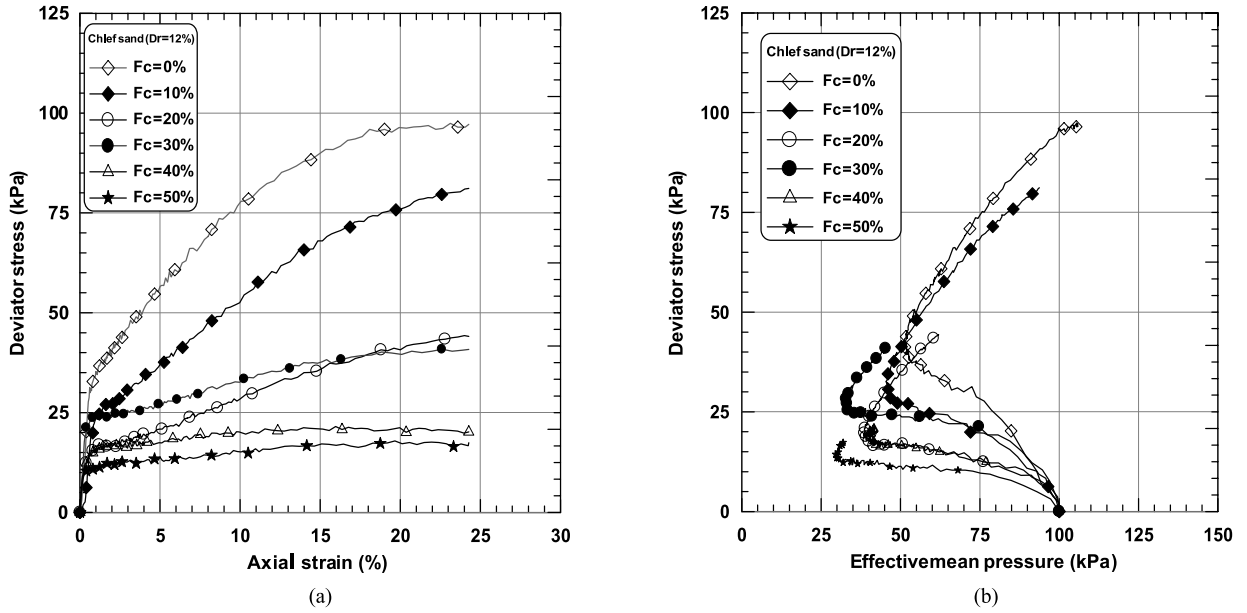 125
100
75
50
25
0
Deviator stress (kPa)
Chlef sand (Dr=12%)
Fc=0%
Fc=10%
Fc=20%
Fc=30%
Fc=40%
Fc=50%
0 5 10 15 20 25 30
Axial strain (%)
(a)
125
100
75
50
25
0
Deviator stress (kPa)
Chlef sand (Dr=12%)
Fc=0%
Fc=10%
Fc=20%
Fc=30%
Fc=40%
Fc=50%
0 25 50 75 100 125 150
Effectivemean pressure (kPa)
(b)